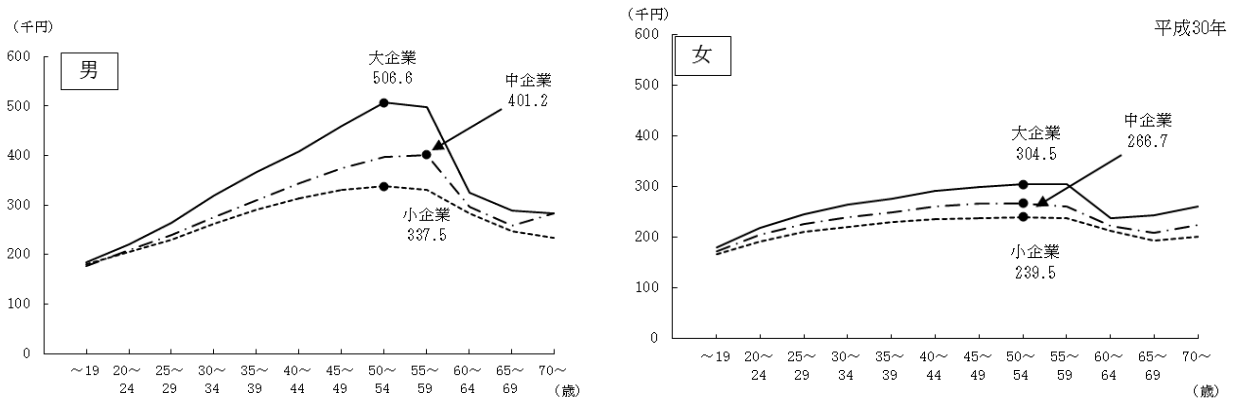 （千円）
600
500
400
300
200
100
0
男
大企業
506.6
中企業
401.2
小企業
337.5
～19 20～ 25～ 30～ 35～ 40～ 45～ 50～ 55～ 60～ 65～ 70～
24 29 34 39 44 49 54 59 64 69 （歳）
（千円）
600
500
400
300
200
100
0
女
平成30年
大企業
304.5
中企業
266.7
小企業
239.5
～19 20～ 25～ 30～ 35～ 40～ 45～ 50～ 55～ 60～ 65～ 70～
24 29 34 39 44 49 54 59 64 69
（歳）